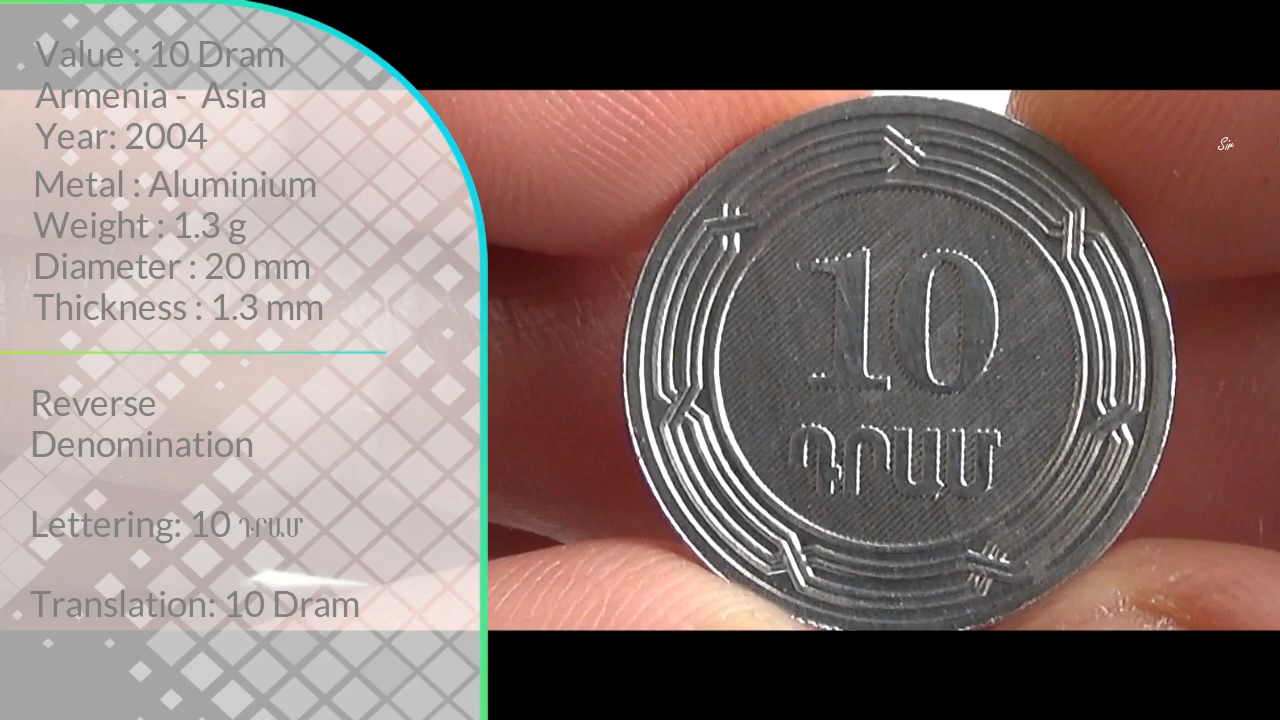 Value : 10 Dram
Armenia - Asia
Year: 2004
Metal : Aluminium
Weight : 1.3 g
Diameter : 20 mm
Thickness : 1.3 mm
Reverse
Denomination
Lettering: 10 ԴՐԱՄ
Translation: 10 Dram
10
ԴՐԱՄ
Sir